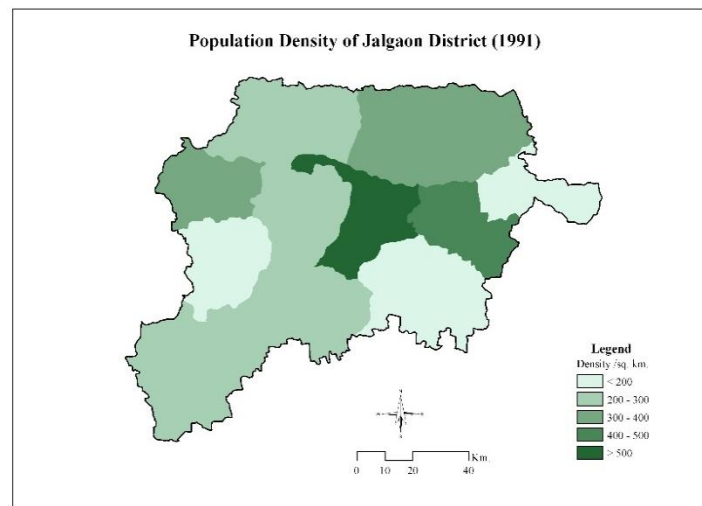 Population Density of Jalgaon District (1991)
Legend
Density /sq. km.
< 200
200 - 300
300 - 400
400 - 500
> 500
Km.
0 10 20 40